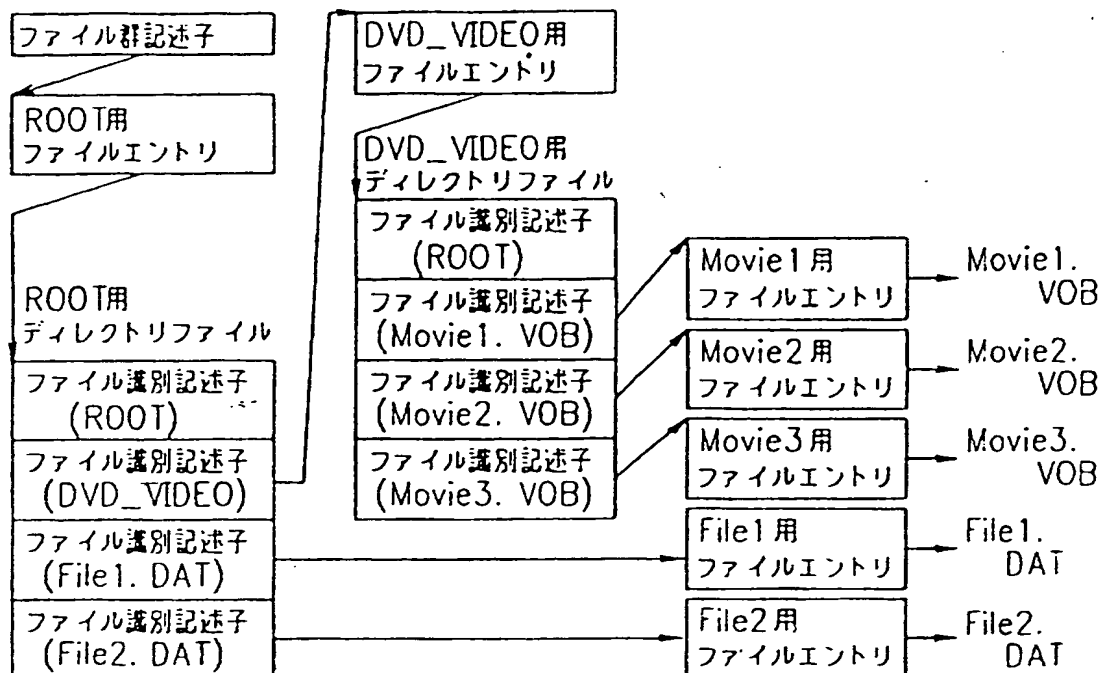 ファイル群記述子
ROOT用
ファイルエントリ
ROOT用
ディレクトリファイル
ファイル識別記述子
(ROOT)
ファイル識別記述子
(DVD_VIDEO)
ファイル識別記述子
(File1. DAT)
ファイル識別記述子
(File2. DAT)
DVD_VIDEO用
ファイルエントリ
DVD_VIDEO用
ディレクトリファイル
ファイル識別記述子
(ROOT)
ファイル識別記述子
(Movie1. VOB)
ファイル識別記述子
(Movie2. VOB)
ファイル識別記述子
(Movie3. VOB)
Movie1用
ファイルエントリ
Movie1.
VOB
Movie2用
ファイルエントリ
Movie2.
VOB
Movie3用
ファイルエントリ
Movie3.
VOB
File1用
ファイルエントリ
File1.
DAT
File2用
ファイルエントリ
File2.
DAT